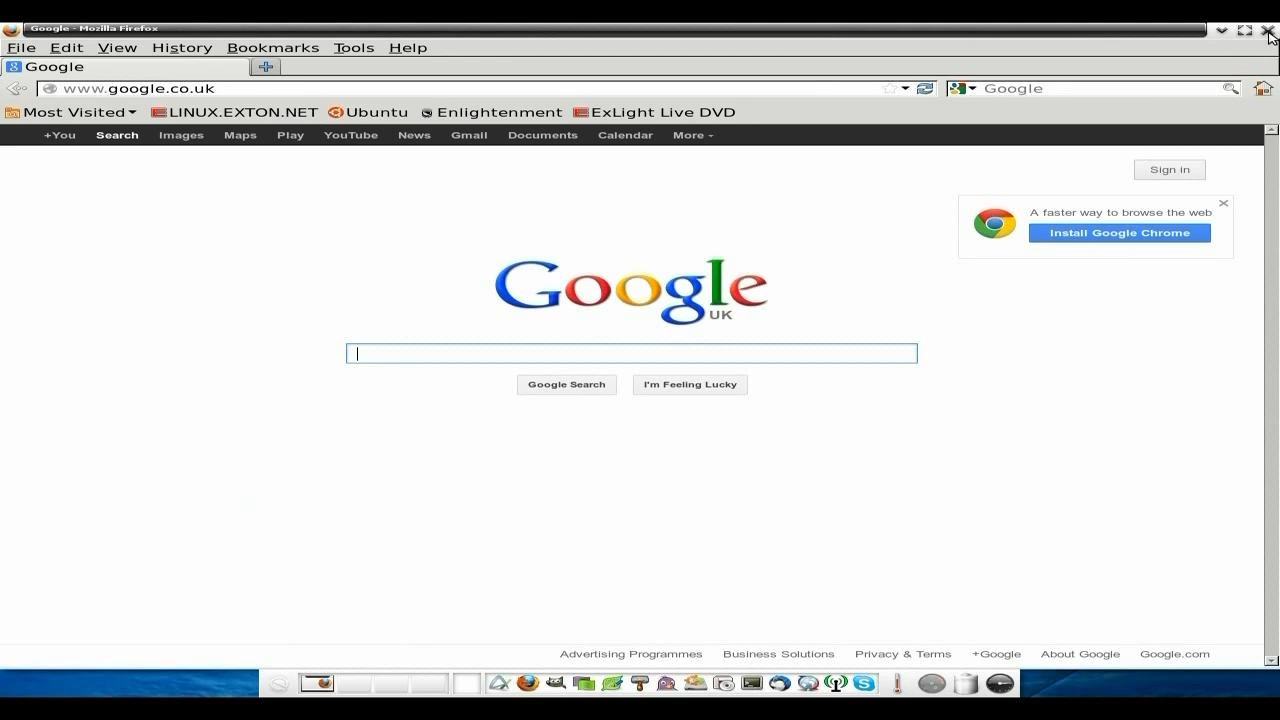 Google - Mozilla Firefox
File Edit View History Bookmarks Tools Help
Google
www.google.co.uk Google
Most Visited LINUX.EXTON.NET Ubuntu Enlightenment ExLight Live DVD
+You Search Images Maps Play YouTube News Gmail Documents Calendar More
Sign in
A faster way to browse the web
Install Google Chrome
Google
UK
Google Search I'm Feeling Lucky
Advertising Programmes Business Solutions Privacy & Terms +Google About Google Google.com